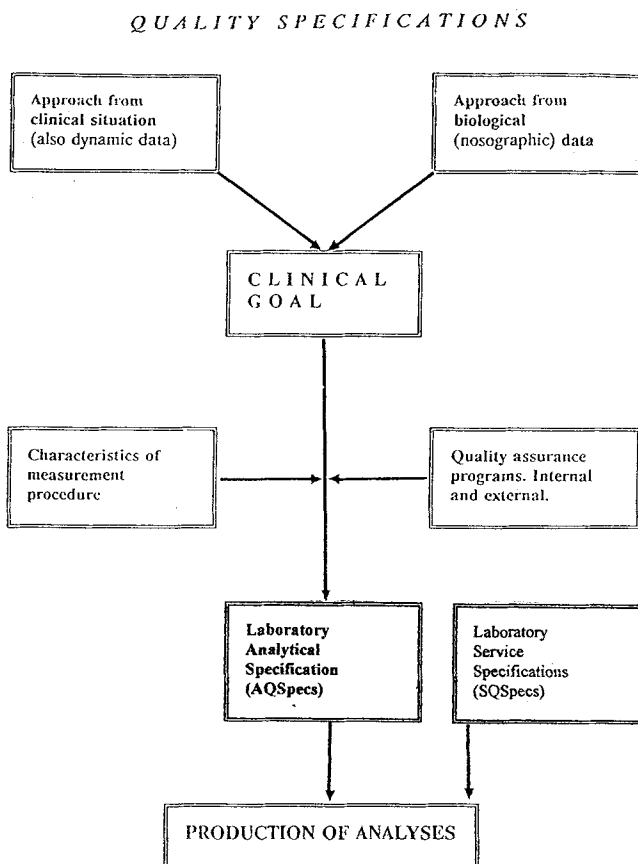 QUALITY SPECIFICATIONS
Approach from
clinical situation
(also dynamic data)
Approach from
biological
(nosographic) data
CLINICAL
GOAL
Characteristics of
measurement
procedure
Quality assurance
programs. Internal
and external.
Laboratory
Analytical
Specification
(AQSpecs)
Laboratory
Service
Specifications
(SQSpecs)
PRODUCTION OF ANALYSES